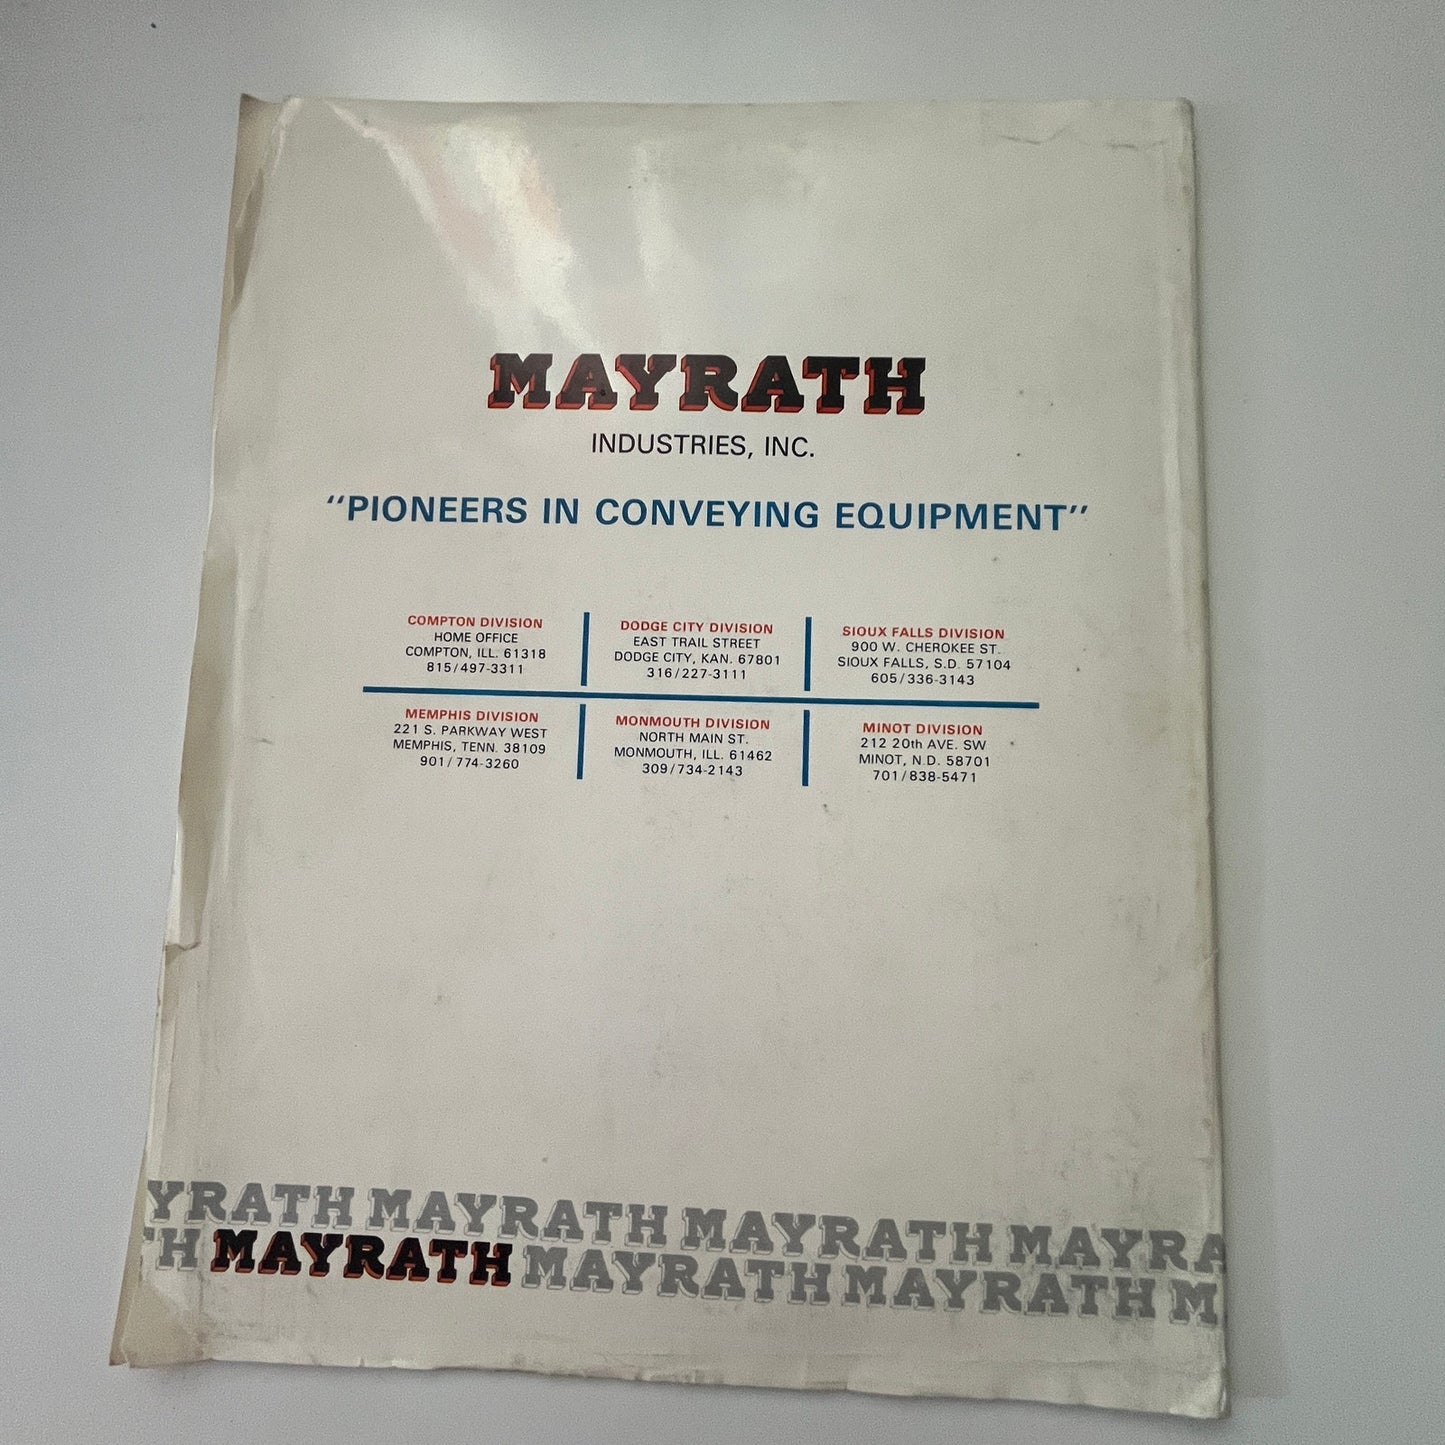 MAYRATH
INDUSTRIES, INC.
"PIONEERS IN CONVEYING EQUIPMENT"
COMPTON DIVISION
HOME OFFICE
COMPTON, ILL. 61318
815/497-3311
DODGE CITY DIVISION
EAST TRAIL STREET
DODGE CITY, KAN. 67801
316/227-3111
SIOUX FALLS DIVISION
900 W. CHEROKEE ST.
SIOUX FALLS, S.D. 57104
605/336-3143
MEMPHIS DIVISION
221 S. PARKWAY WEST
MEMPHIS, TENN. 38109
901/774-3260
MONMOUTH DIVISION
NORTH MAIN ST.
MONMOUTH, ILL. 61462
309/734-2143
MINOT DIVISION
212 20th AVE. SW
MINOT, N.D. 58701
701/838-5471
YRATH MAYRATH MAYRATH MAYRA
TH MAYRATH MAYRATH MAYRATH M